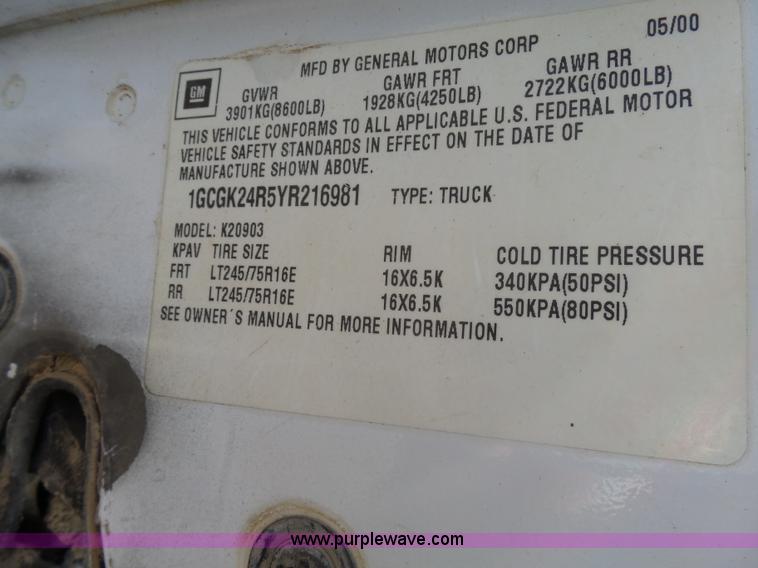 MFD BY GENERAL MOTORS CORP 05/00
GM
GVWR GAWR FRT GAWR RR
3901KG(8600LB) 1928KG(4250LB) 2722KG(6000LB)
THIS VEHICLE CONFORMS TO ALL APPLICABLE U.S. FEDERAL MOTOR
VEHICLE SAFETY STANDARDS IN EFFECT ON THE DATE OF
MANUFACTURE SHOWN ABOVE.
1GCGK24R5YR216981 TYPE: TRUCK
MODEL: K20903
KPAV TIRE SIZE RIM COLD TIRE PRESSURE
FRT LT245/75R16E 16X6.5K 340KPA(50PSI)
RR LT245/75R16E 16X6.5K 550KPA(80PSI)
SEE OWNER´S MANUAL FOR MORE INFORMATION.
www.purplewave.com